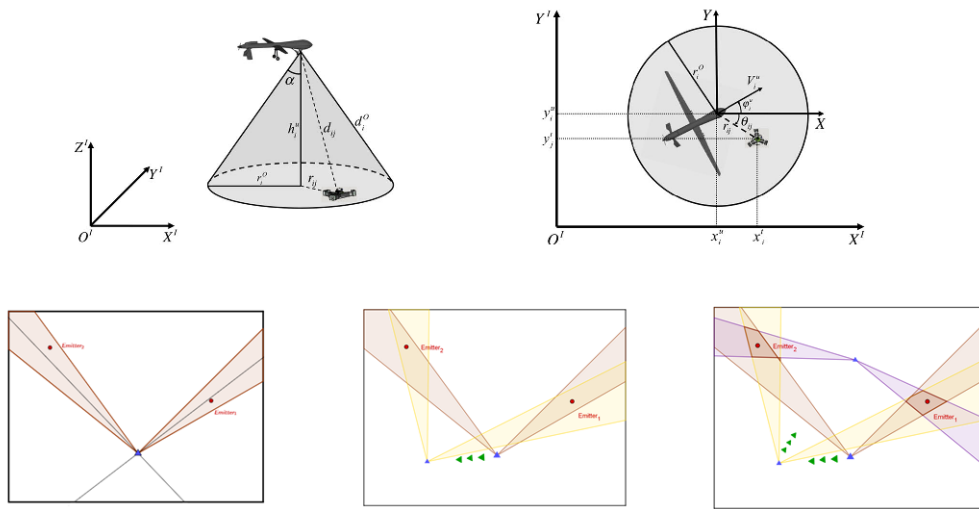 α
h_i^u
d_ij
d_i^O
Z^I
Y^I
r_i^O
r_ij
O^I
X^I
Y^I
Y
r_i^O
V_i^u
y_i^u
φ_i^u
X
θ_ij
r_ij
y_j^t
O^I
x_i^u
x_i^t
X^I
Emitter₂
Emitter₁
Emitter₂
Emitter₁
Emitter₂
Emitter₁